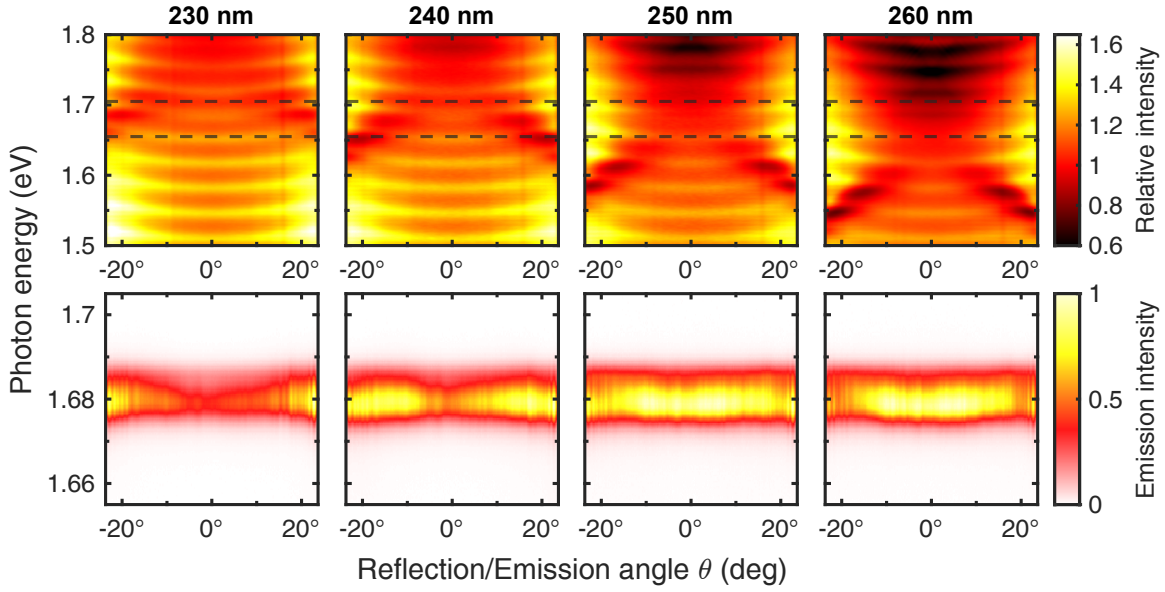 230 nm 240 nm 250 nm 260 nm
1.8
1.7
1.6
1.5
-20° 0° 20° -20° 0° 20° -20° 0° 20° -20° 0° 20°
1.6
1.4
1.2
1
0.8
0.6
Relative intensity
Photon energy (eV)
1.7
1.68
1.66
-20° 0° 20° -20° 0° 20° -20° 0° 20° -20° 0° 20°
1
0.5
0
Emission intensity
Reflection/Emission angle θ (deg)